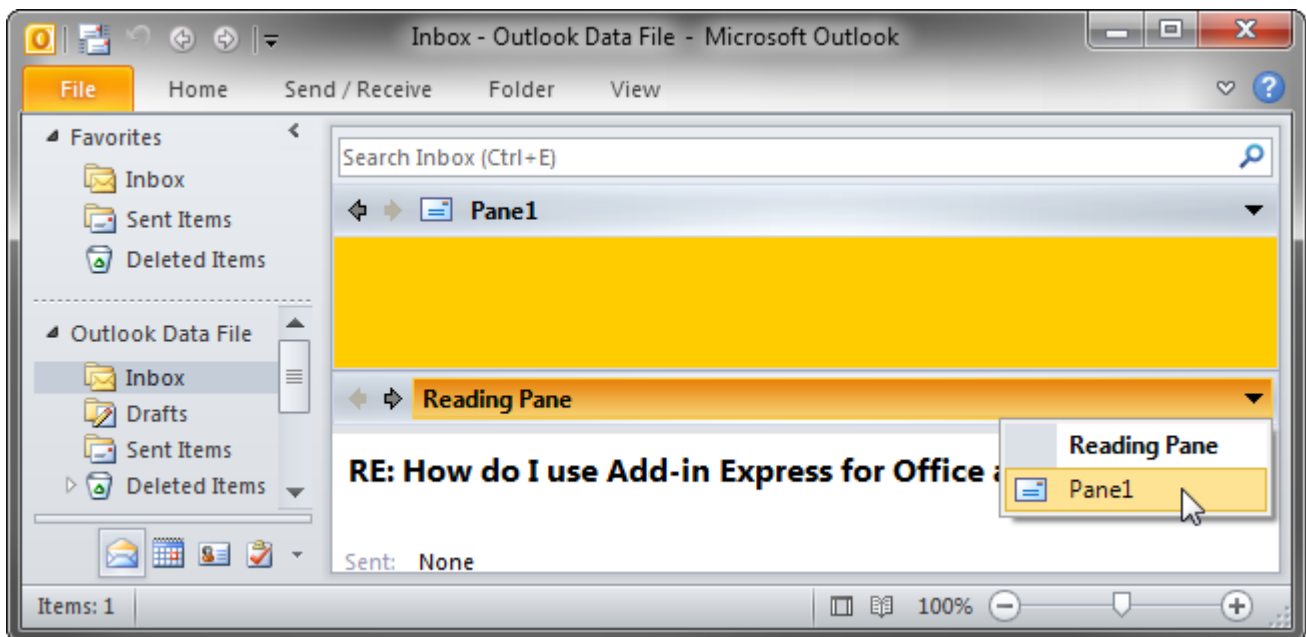 Inbox - Outlook Data File - Microsoft Outlook
File Home Send / Receive Folder View
Favorites
Inbox
Sent Items
Deleted Items
Outlook Data File
Inbox
Drafts
Sent Items
Deleted Items
Search Inbox (Ctrl+E)
Pane1
Reading Pane
Reading Pane
Pane1
RE: How do I use Add-in Express for Office
Sent: None
Items: 1
100%